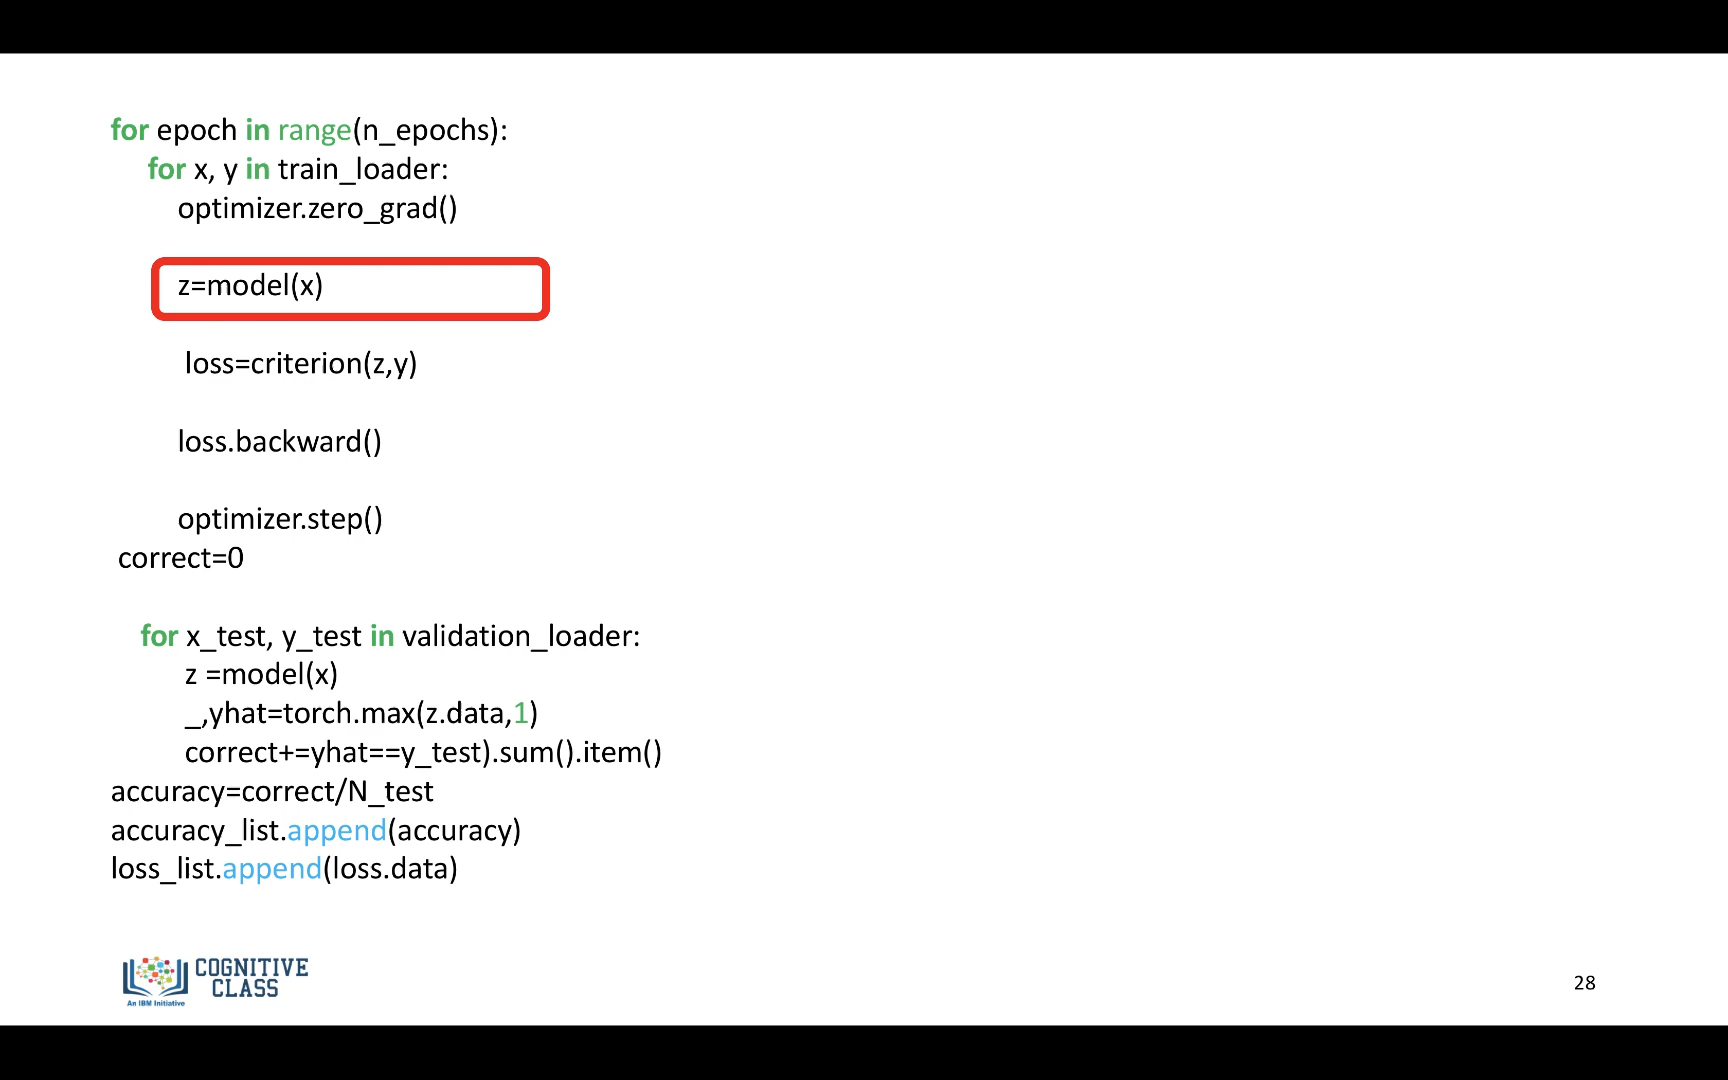 for epoch in range(n_epochs):
for x, y in train_loader:
optimizer.zero_grad()
z=model(x)
loss=criterion(z,y)
loss.backward()
optimizer.step()
correct=0
for x_test, y_test in validation_loader:
z =model(x)
_,yhat=torch.max(z.data,1)
correct+=yhat==y_test).sum().item()
accuracy=correct/N_test
accuracy_list.append(accuracy)
loss_list.append(loss.data)
COGNITIVE
CLASS
An IBM Initiative
28